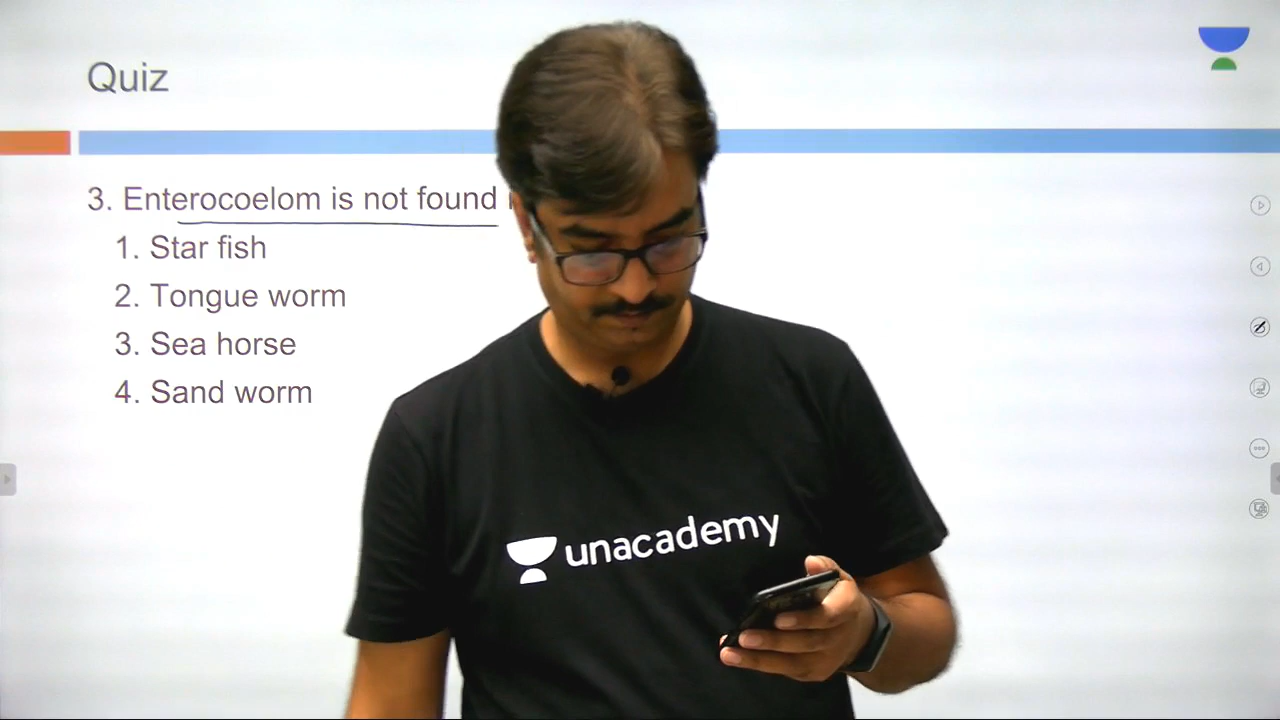 Quiz
3. Enterocoelom is not found
1. Star fish
2. Tongue worm
3. Sea horse
4. Sand worm
unacademy